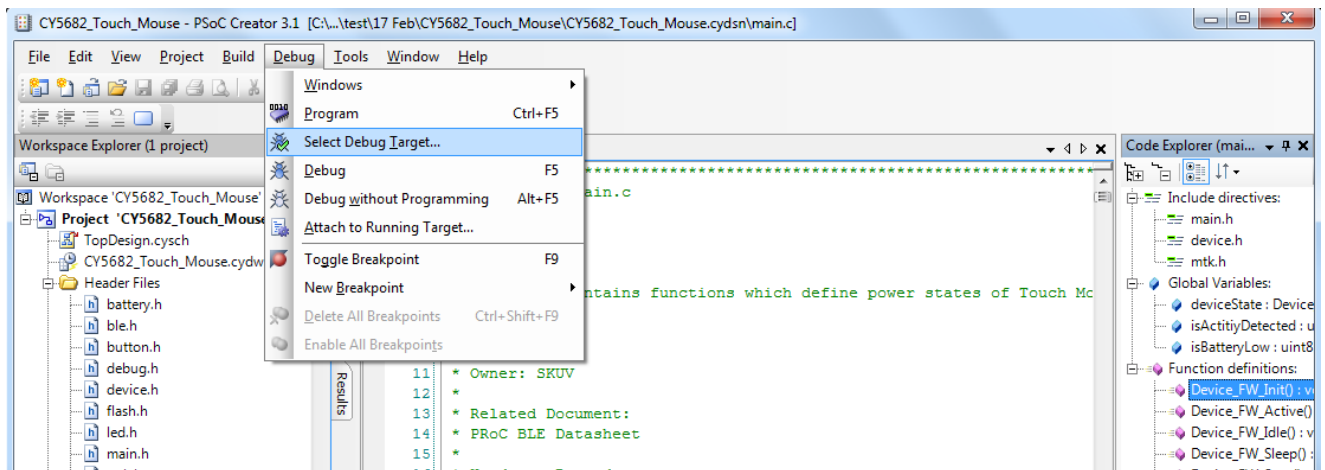 CY5682_Touch_Mouse - PSoC Creator 3.1 [C:\...\test\17 Feb\CY5682_Touch_Mouse\CY5682_Touch_Mouse.cydsn\main.c]
File Edit View Project Build Debug Tools Window Help
Windows
Program Ctrl+F5
Select Debug Target...
Debug F5
Debug without Programming Alt+F5
Attach to Running Target...
Toggle Breakpoint F9
New Breakpoint
Delete All Breakpoints Ctrl+Shift+F9
Enable All Breakpoints
Workspace Explorer (1 project)
Workspace 'CY5682_Touch_Mouse'
Project 'CY5682_Touch_Mouse
TopDesign.cysch
CY5682_Touch_Mouse.cydw
Header Files
battery.h
ble.h
button.h
debug.h
device.h
flash.h
led.h
main.h
Results
****************************************************************
ain.c
ntains functions which define power states of Touch Mo
11 * Owner: SKUV
12 *
13 * Related Document:
14 * PRoC BLE Datasheet
15 *
Code Explorer (mai...
Include directives:
main.h
device.h
mtk.h
Global Variables:
deviceState : Device
isActitiyDetected : u
isBatteryLow : uint8
Function definitions:
Device_FW_Init() : v
Device_FW_Active()
Device_FW_Idle() : v
Device_FW_Sleep() :